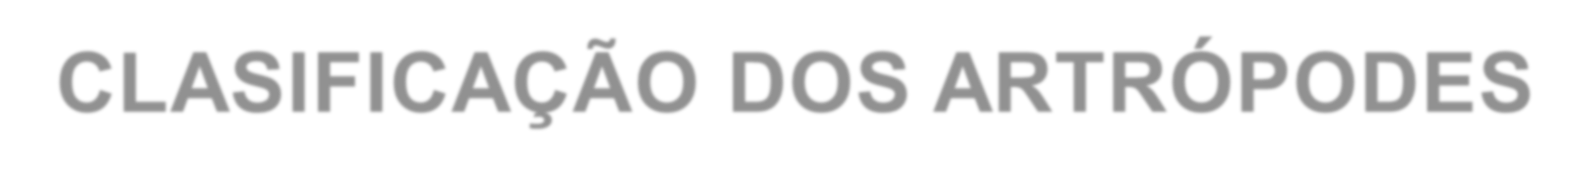 CLASIFICAÇÃO DOS ARTRÓPODES